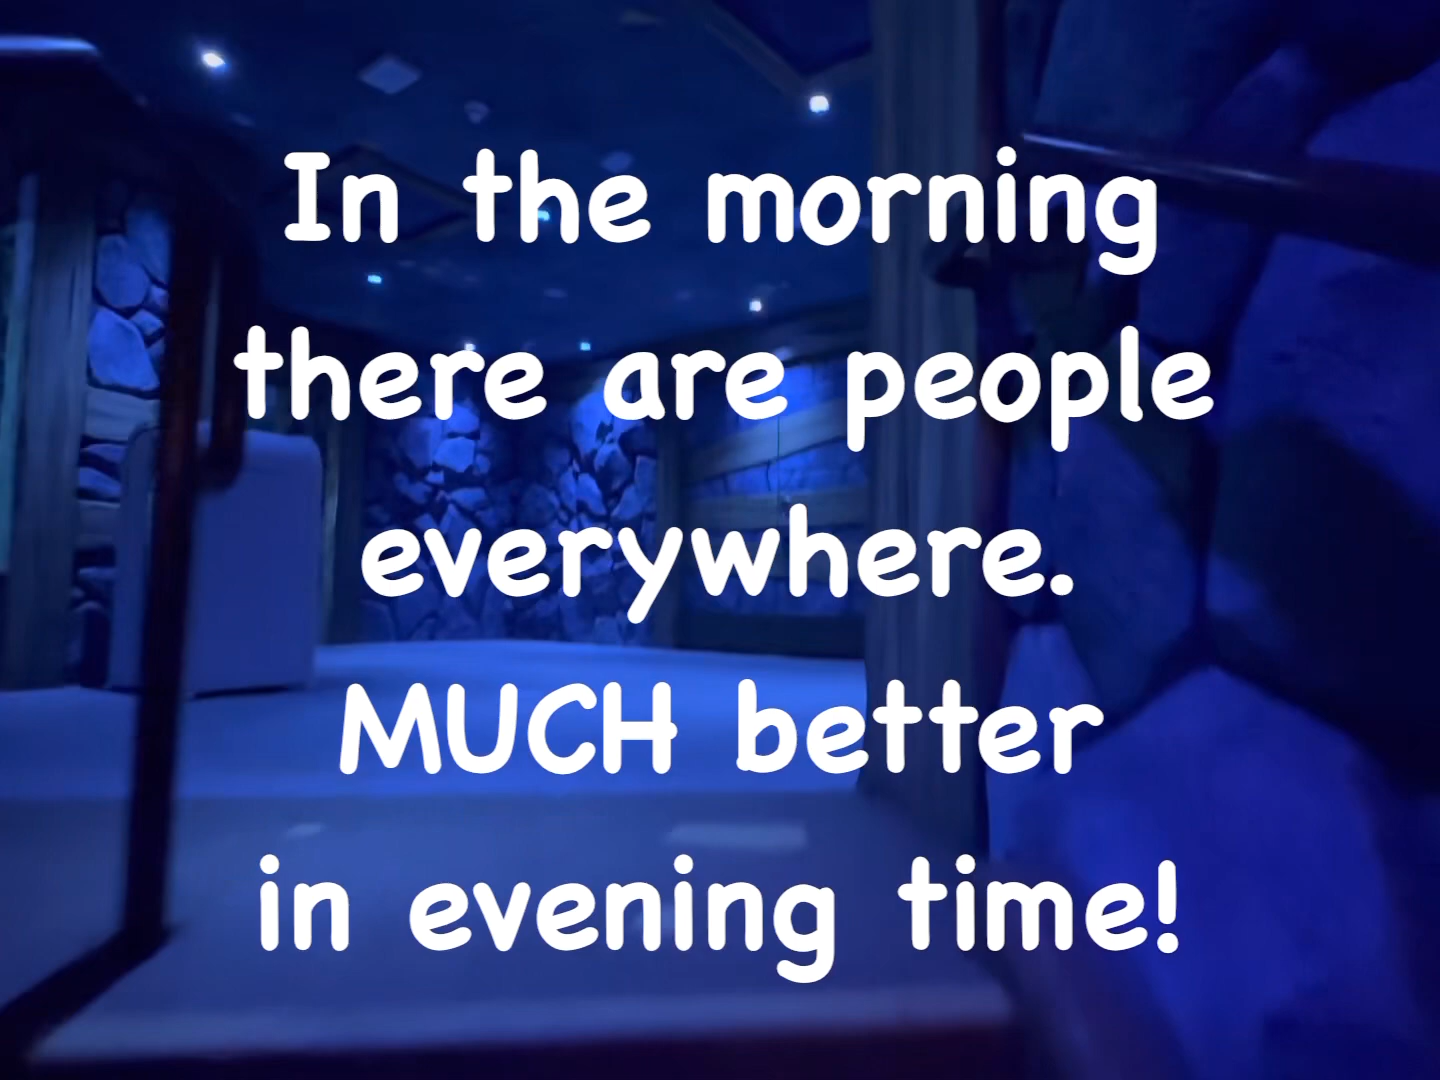 In the morning
there are people
everywhere.
MUCH better
in evening time!